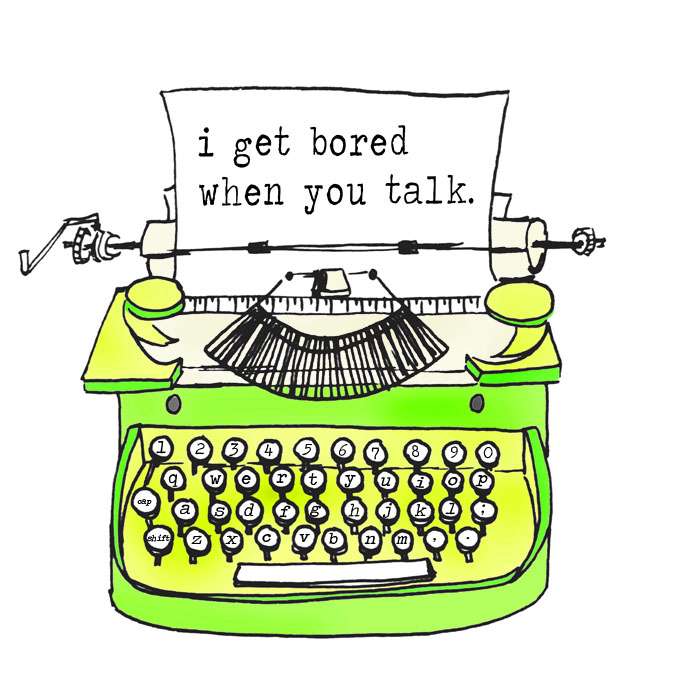 i get bored
when you talk.
1 2 3 4 5 6 7 8 9 0
q w e r t y u i o p
cap a s d f g h j k l ;
shift z x c v b n m , .